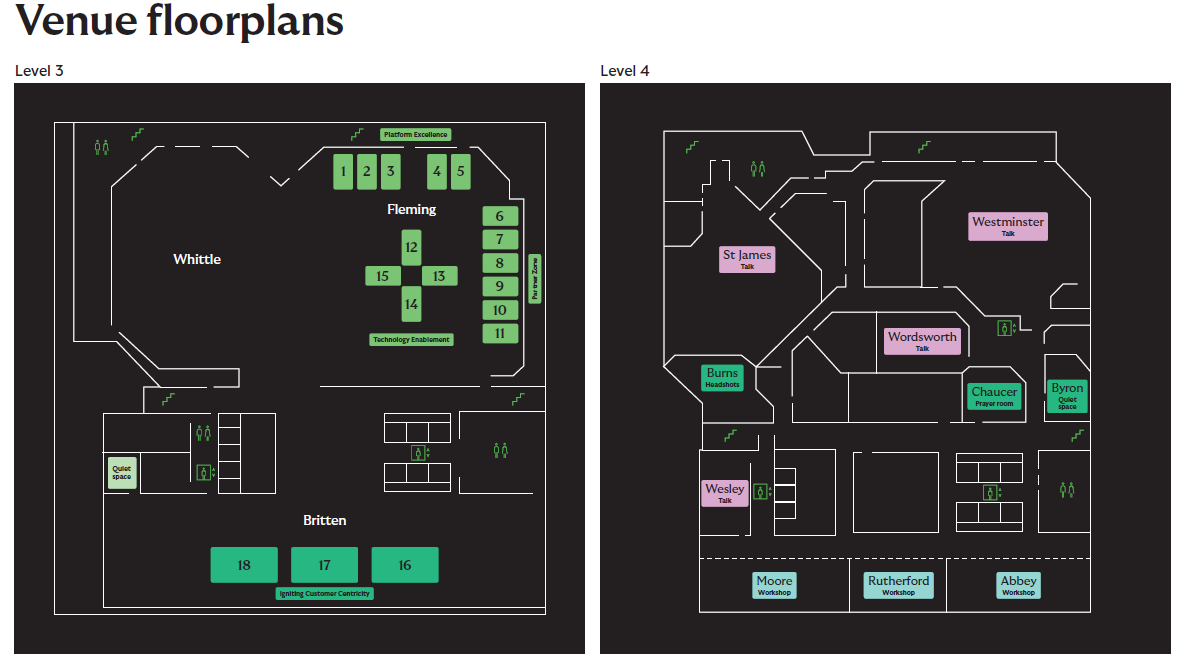 Venue floorplans
Level 3
Platform Excellence
1
2
3
4
5
Fleming
6
7
8
9
10
11
Partner Zone
12
15
13
14
Whittle
Technology Enablement
Quiet
space
Britten
18
17
16
Igniting Customer Centricity
Level 4
Westminster
Talk
St James
Talk
Wordsworth
Talk
Burns
Headshots
Chaucer
Prayer room
Byron
Quiet
space
Wesley
Talk
Moore
Workshop
Rutherford
Workshop
Abbey
Workshop